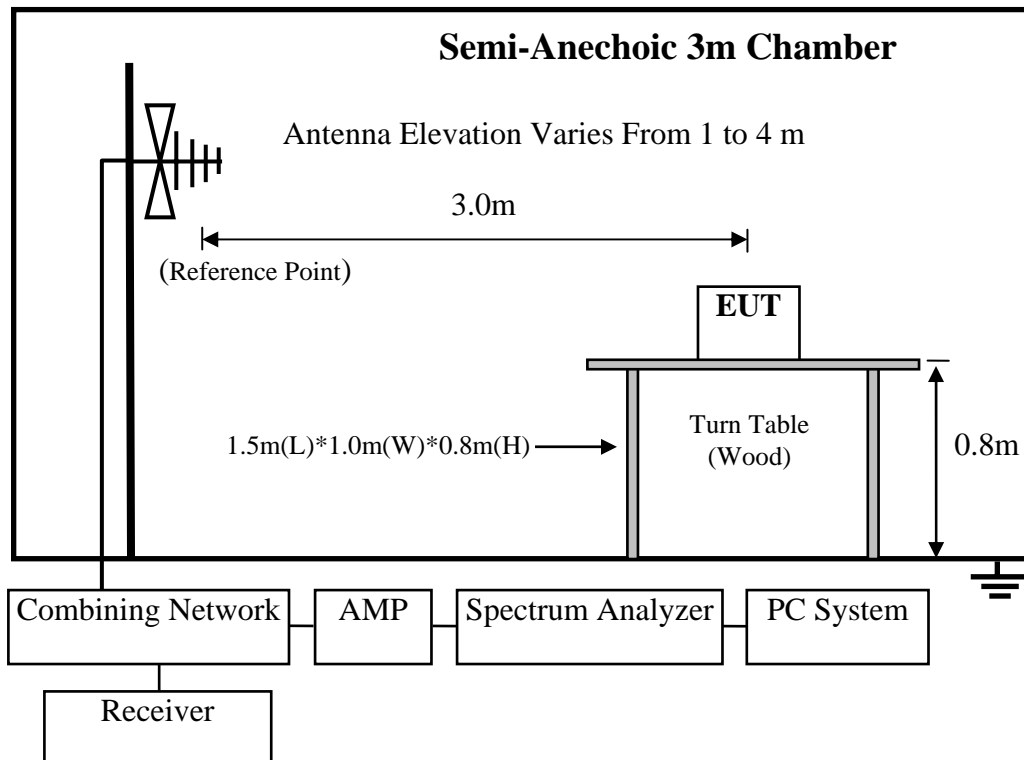 Semi-Anechoic 3m Chamber
Antenna Elevation Varies From 1 to 4 m
3.0m
(Reference Point)
EUT
1.5m(L)*1.0m(W)*0.8m(H)
Turn Table
(Wood)
0.8m
Combining Network
AMP
Spectrum Analyzer
PC System
Receiver